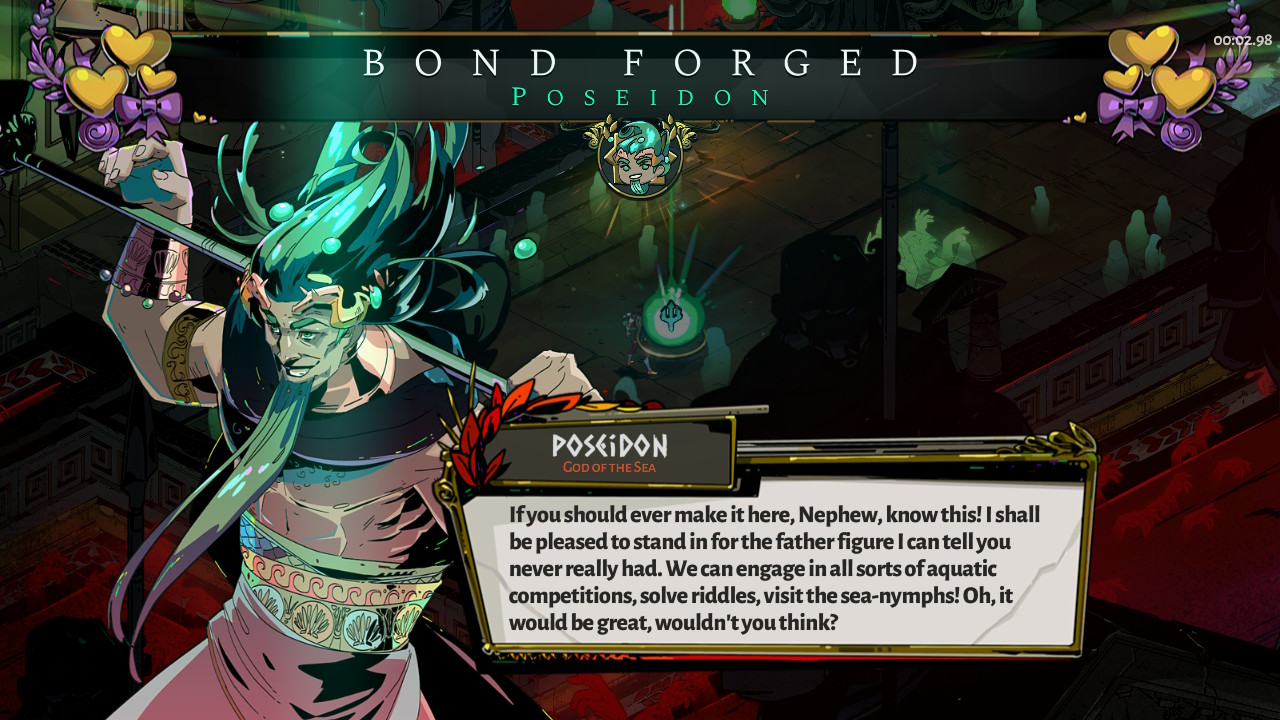 BOND FORGED
POSEIDON
00:02.98
POSEIDON
GOD OF THE SEA
If you should ever make it here, Nephew, know this! I shall
be pleased to stand in for the father figure I can tell you
never really had. We can engage in all sorts of aquatic
competitions, solve riddles, visit the sea-nymphs! Oh, it
would be great, wouldn't you think?